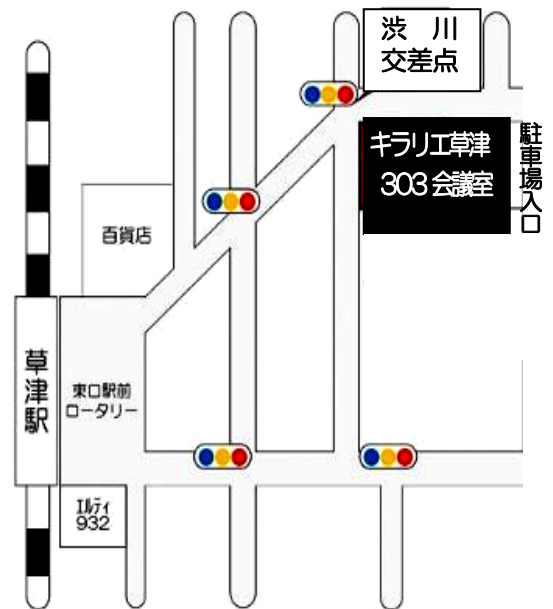 渋川
交差点
キラリエ草津
303会議室
駐車場入口
百貨店
草津駅
東口駅前
ロータリー
エルティ
932